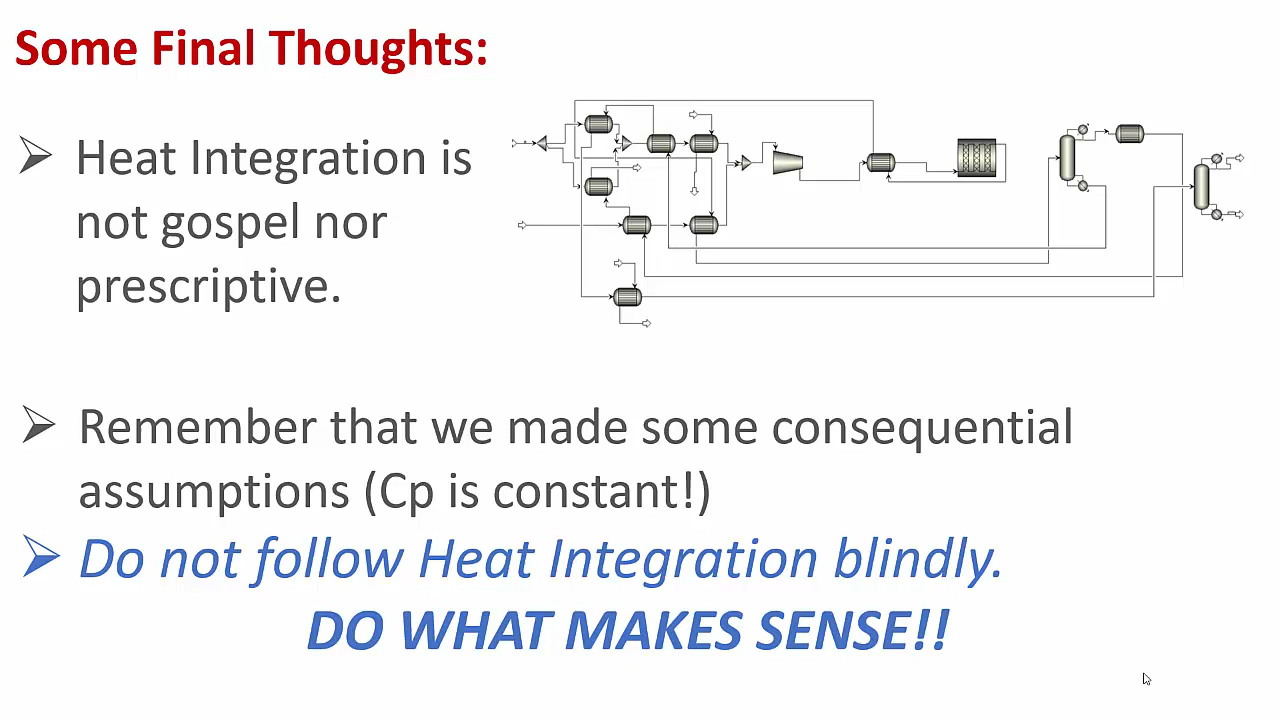 Some Final Thoughts:
Heat Integration is
not gospel nor
prescriptive.
Remember that we made some consequential
assumptions (Cp is constant!)
Do not follow Heat Integration blindly.
DO WHAT MAKES SENSE!!